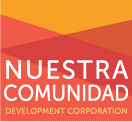 NUESTRA
COMUNIDAD
DEVELOPMENT CORPORATION